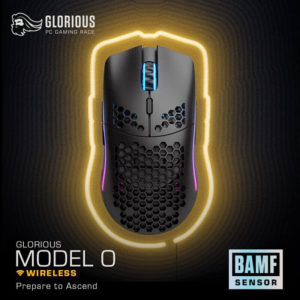 GLORIOUS
PC GAMING RACE
GLORIOUS
MODEL O
WIRELESS
Prepare to Ascend
BAMF
SENSOR